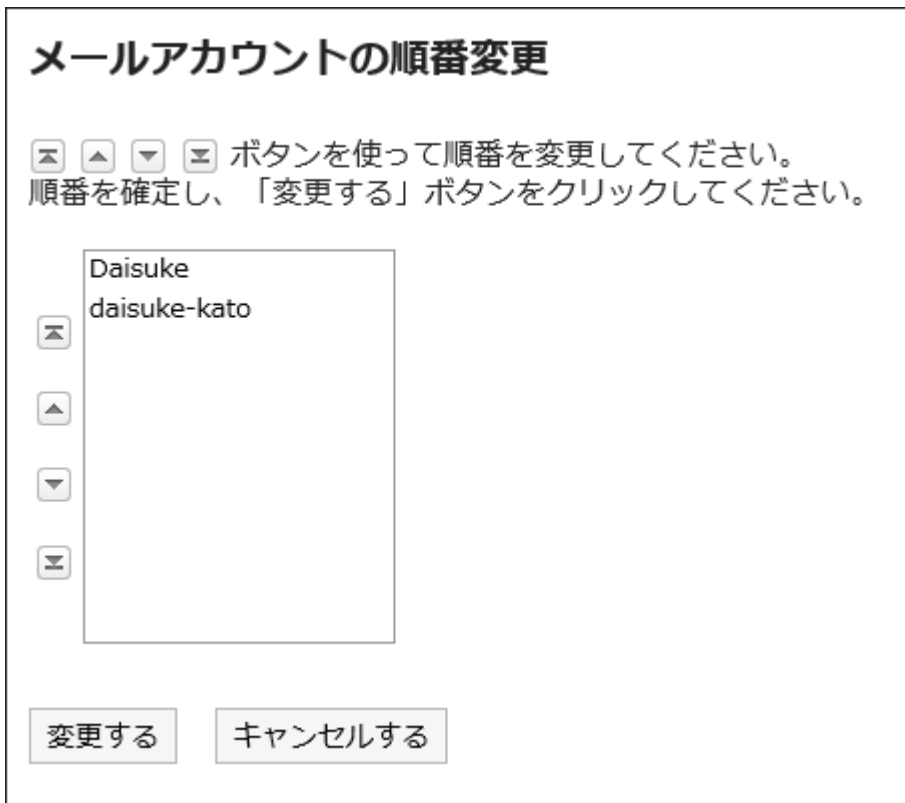 メールアカウントの順番変更
ボタンを使って順番を変更してください。
順番を確定し、「変更する」ボタンをクリックしてください。
Daisuke
daisuke-kato
変更する
キャンセルする